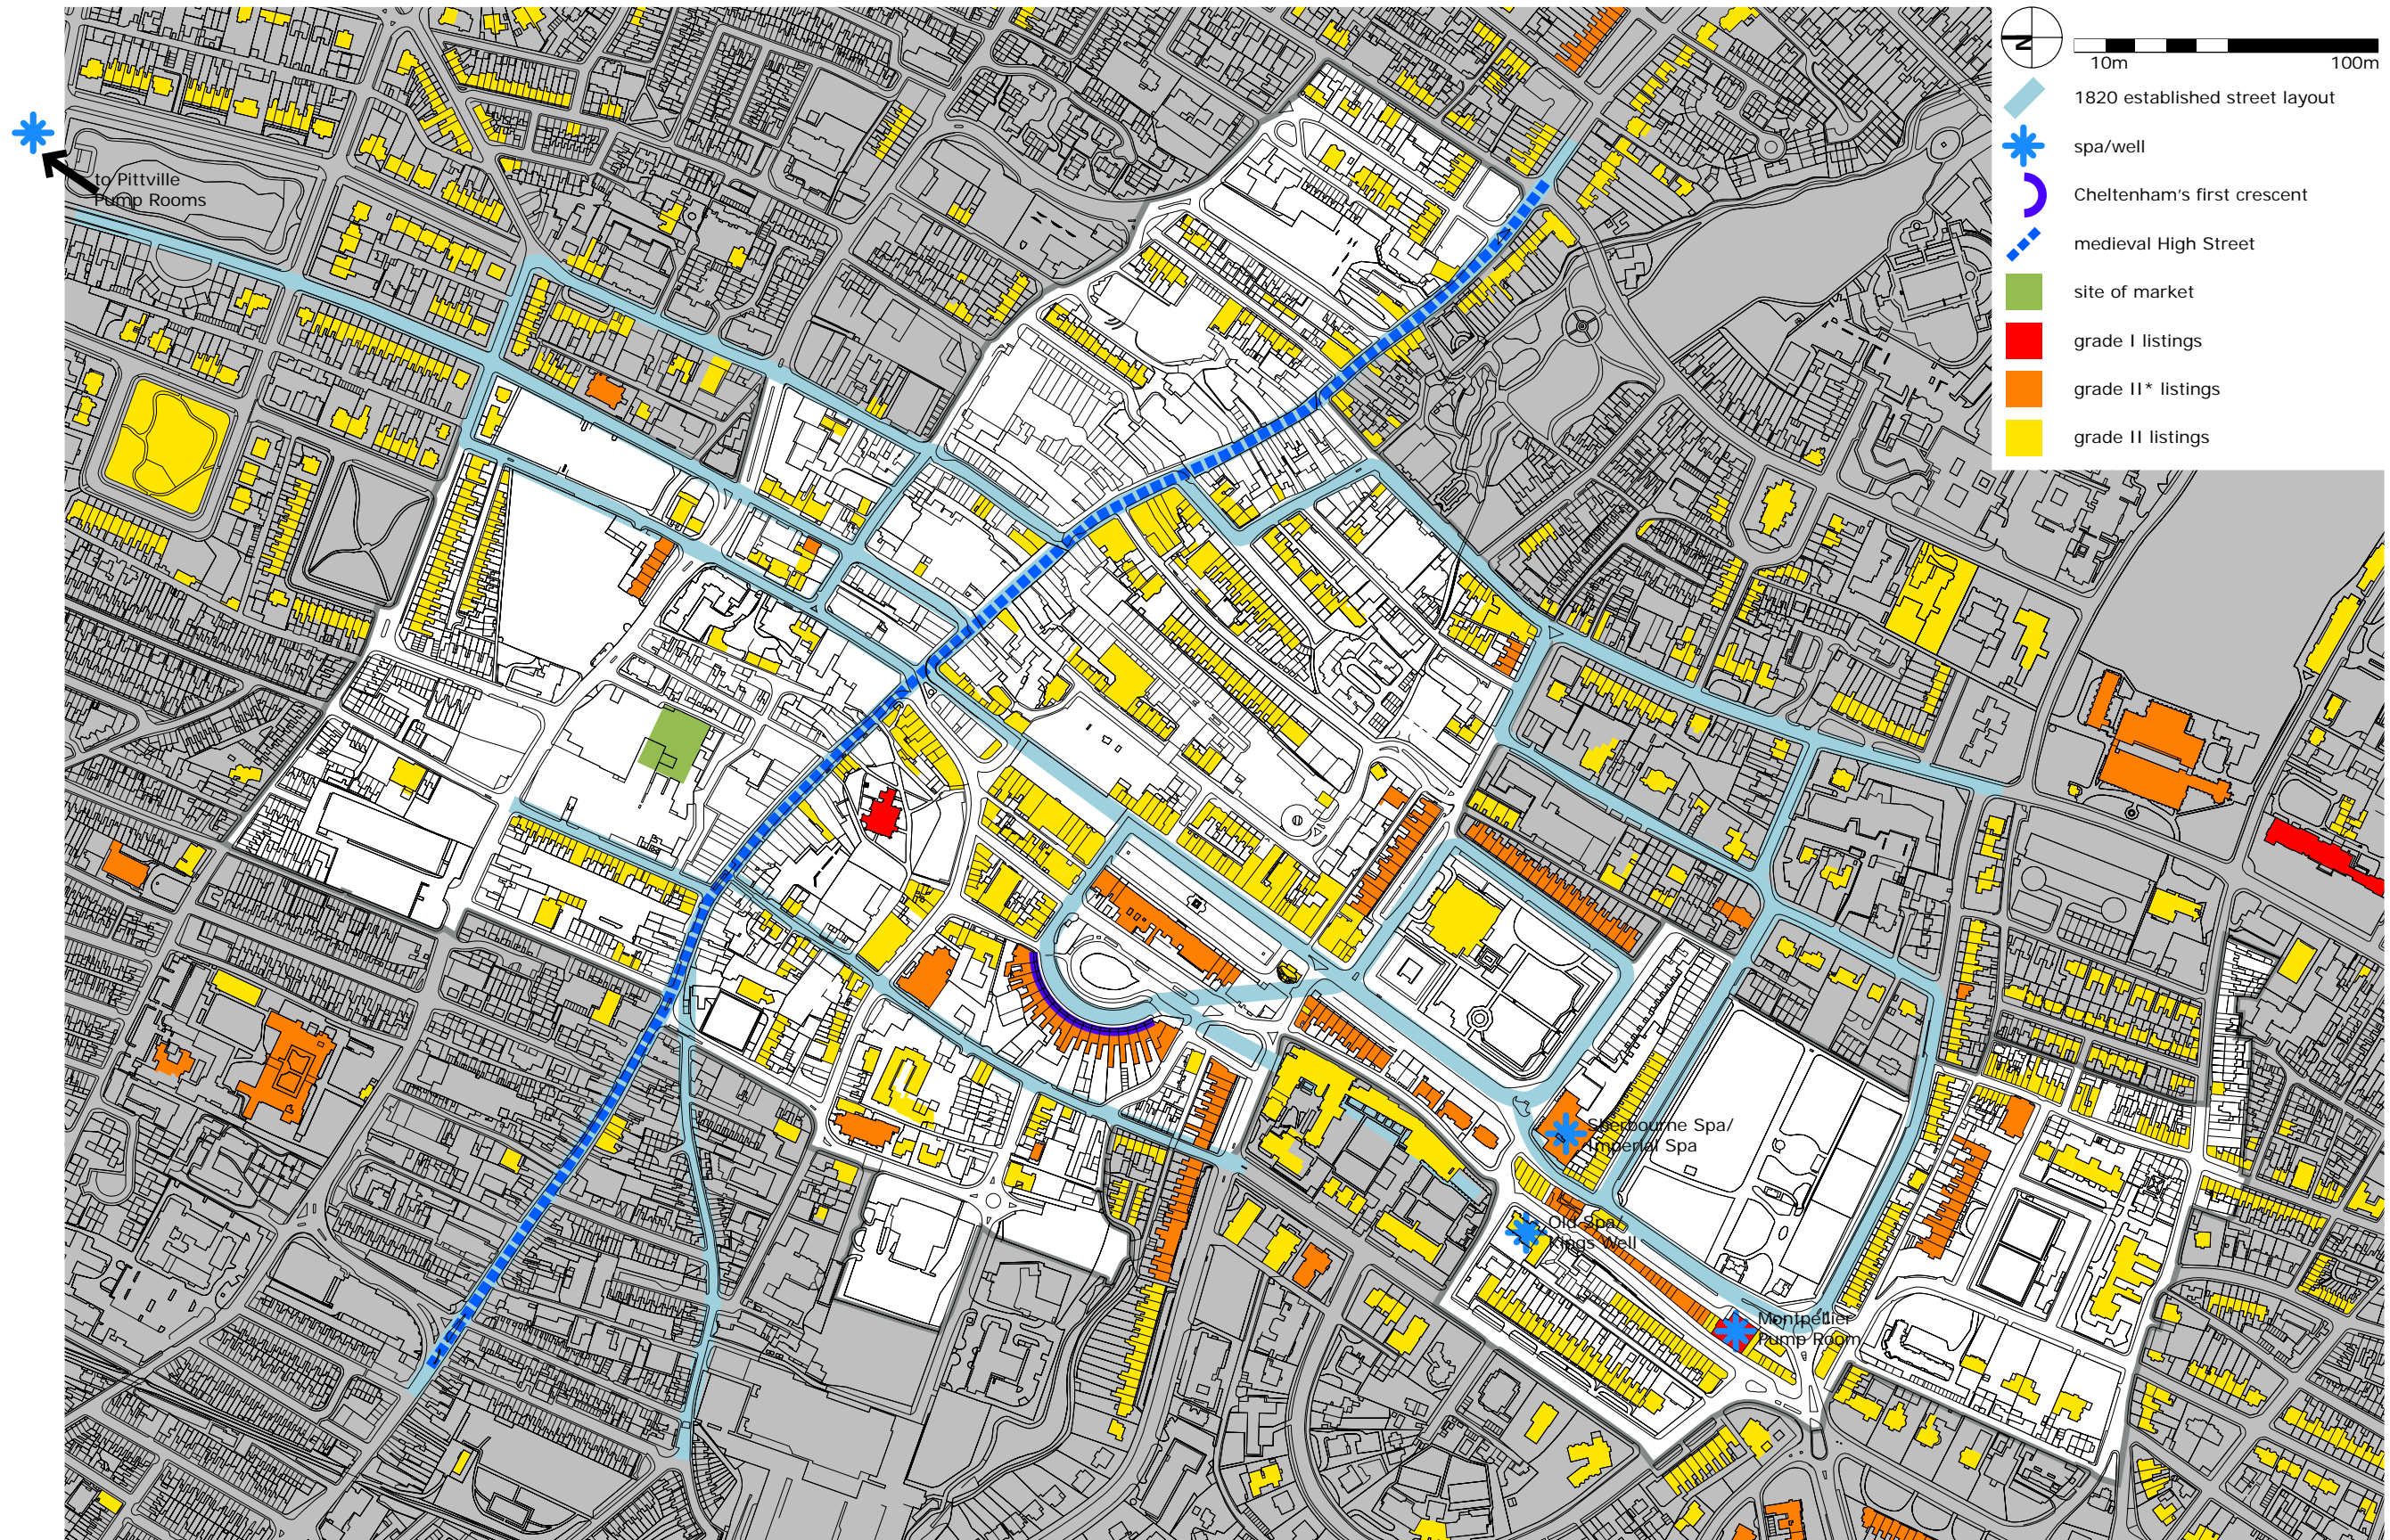 to Pittville
Pump Rooms
N
10m 100m
1820 established street layout
spa/well
Cheltenham's first crescent
medieval High Street
site of market
grade I listings
grade II* listings
grade II listings
Sherbourne Spa/
Imperial Spa
Old Spa/
Kings Well
Montpellier
Pump Room